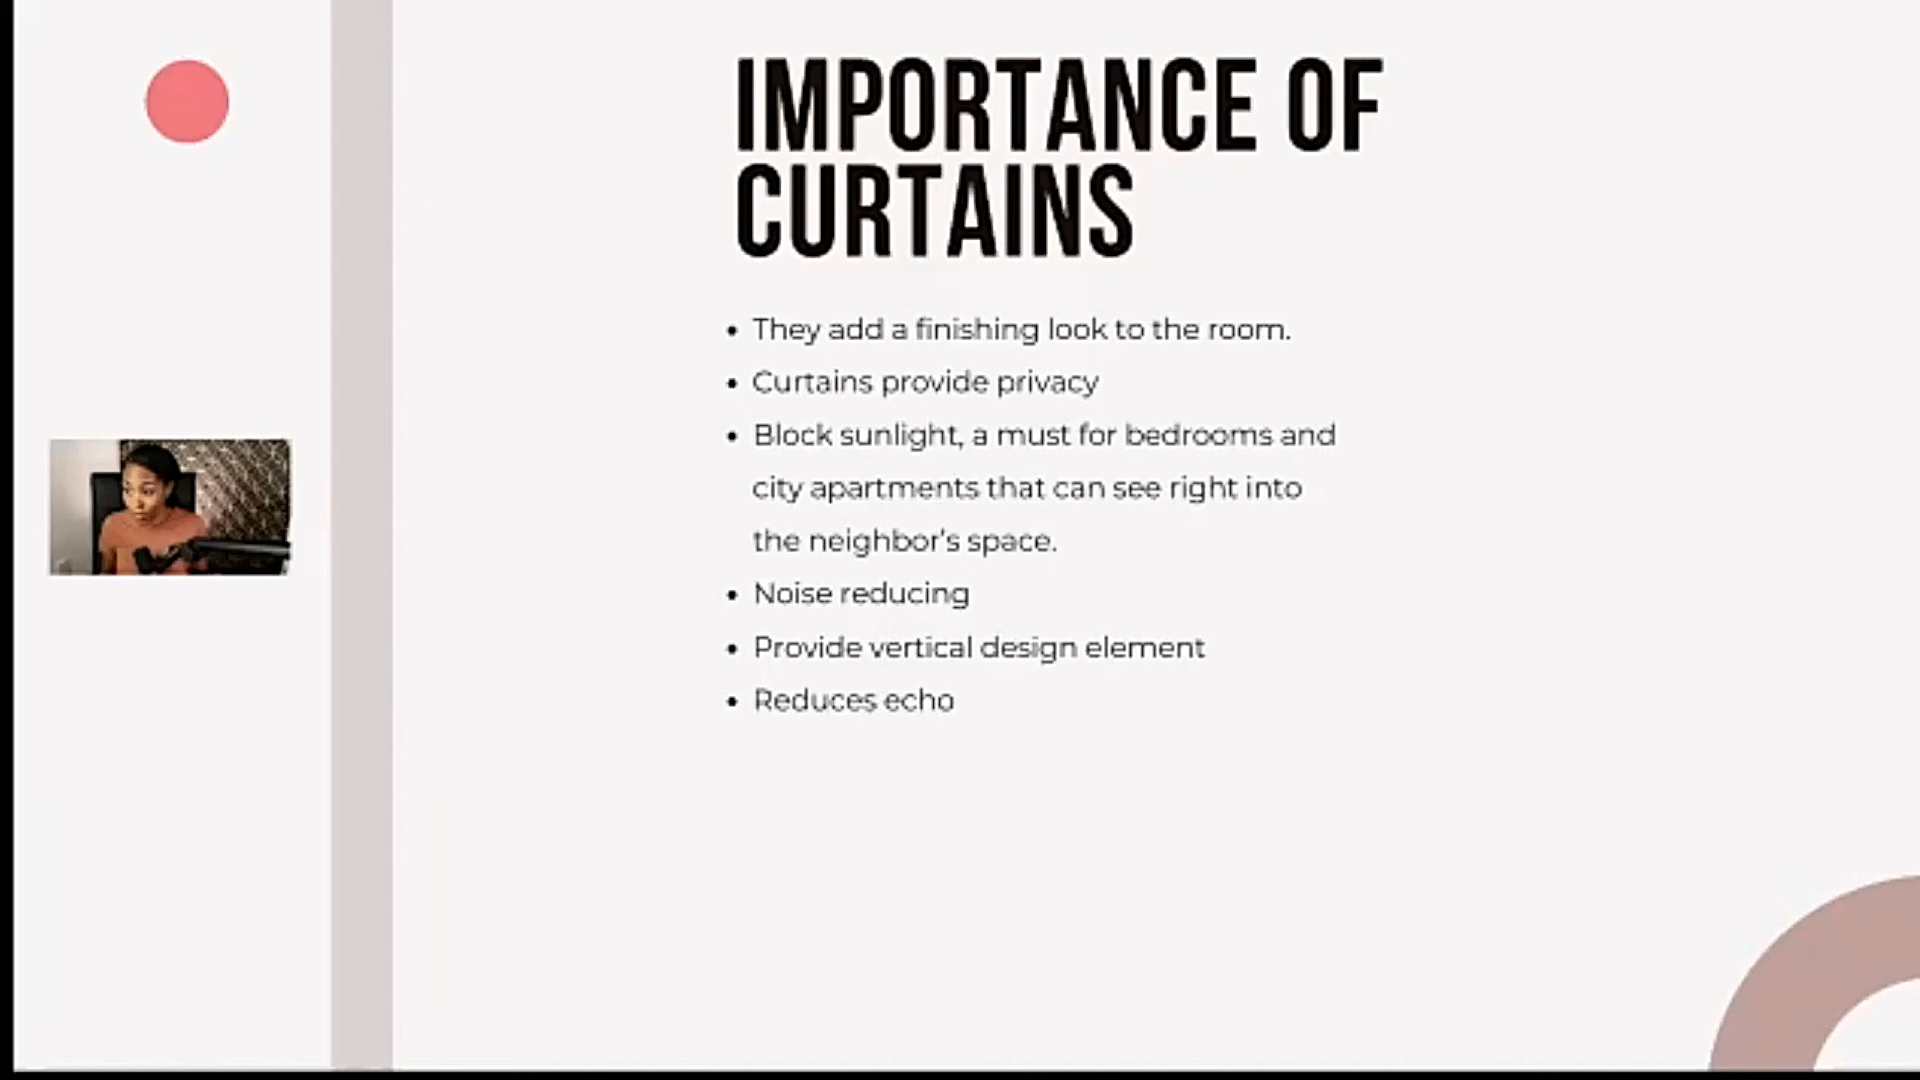 IMPORTANCE OF
CURTAINS
• They add a finishing look to the room.
• Curtains provide privacy
• Block sunlight, a must for bedrooms and
city apartments that can see right into
the neighbor's space.
• Noise reducing
• Provide vertical design element
• Reduces echo